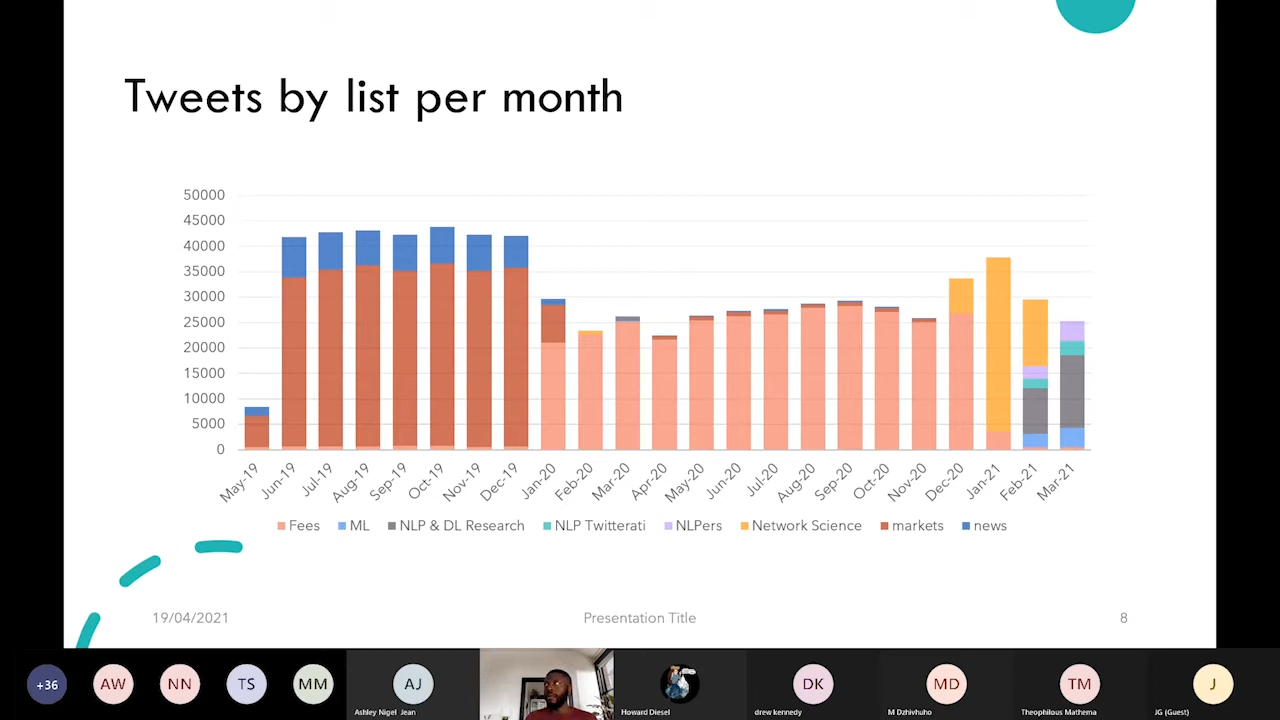 Tweets by list per month
50000
45000
40000
35000
30000
25000
20000
15000
10000
5000
0
May-19 Jun-19 Jul-19 Aug-19 Sep-19 Oct-19 Nov-19 Dec-19 Jan-20 Feb-20 Mar-20 Apr-20 May-20 Jun-20 Jul-20 Aug-20 Sep-20 Oct-20 Nov-20 Dec-20 Jan-21 Feb-21 Mar-21
Fees ML NLP & DL Research NLP Twitterati NLPers Network Science markets news
19/04/2021 Presentation Title 8
+36 AW NN TS MM AJ DK MD TM J
Ashley Nigel Jean Howard Diesel drew kennedy M Dzhivhuho Theophilous Mathema JG (Guest)